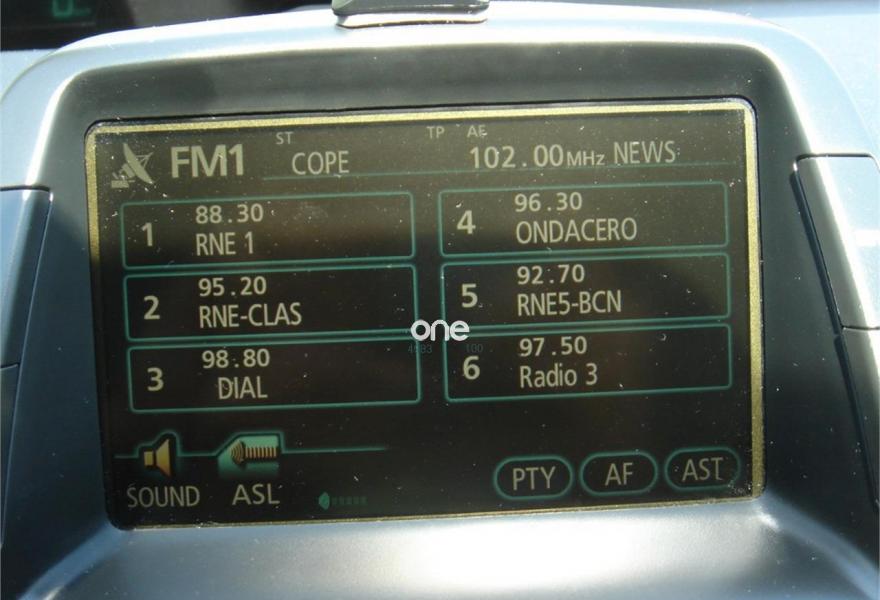 ST TP AF
FM1 COPE 102.00MHz NEWS
1 88.30
RNE 1
2 95.20
RNE-CLAS
3 98.80
DIAL
4 96.30
ONDACERO
5 92.70
RNE5-BCN
6 97.50
Radio 3
one
100
SOUND ASL PTY AF AST